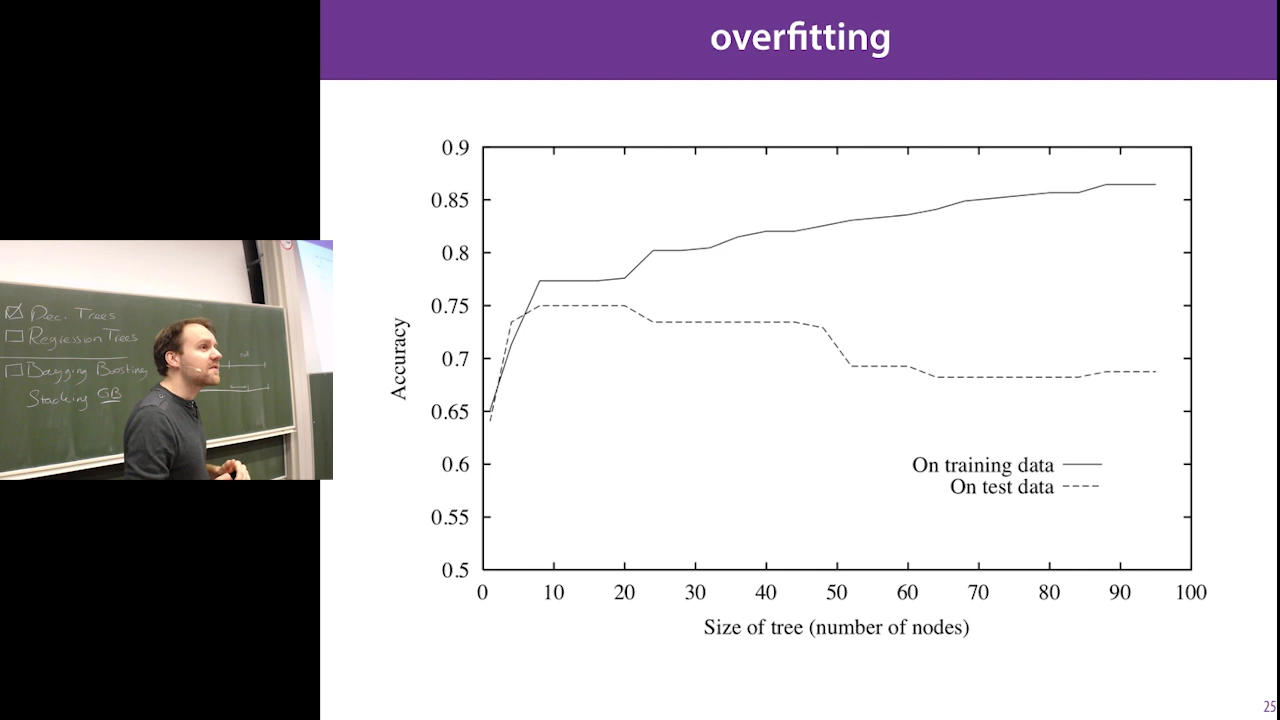 overfitting
0.9
0.85
0.8
0.75
0.7
0.65
0.6
0.55
0.5
Accuracy
On training data
On test data
0 10 20 30 40 50 60 70 80 90 100
Size of tree (number of nodes)
25
Dec. Trees
Regression Trees
Bagging Boosting,
Stacking GB